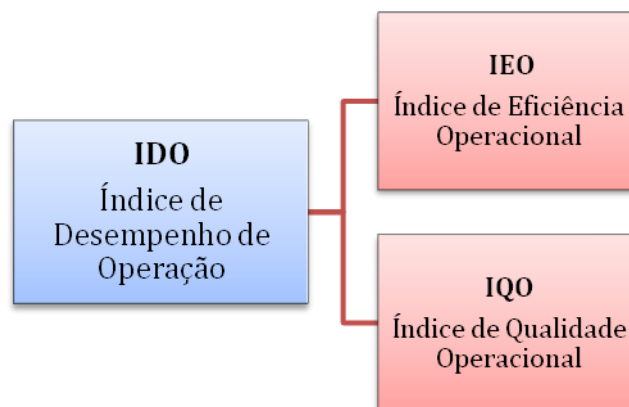 IDO
Índice de
Desempenho de
Operação
IEO
Índice de Eficiência
Operacional
IQO
Índice de Qualidade
Operacional